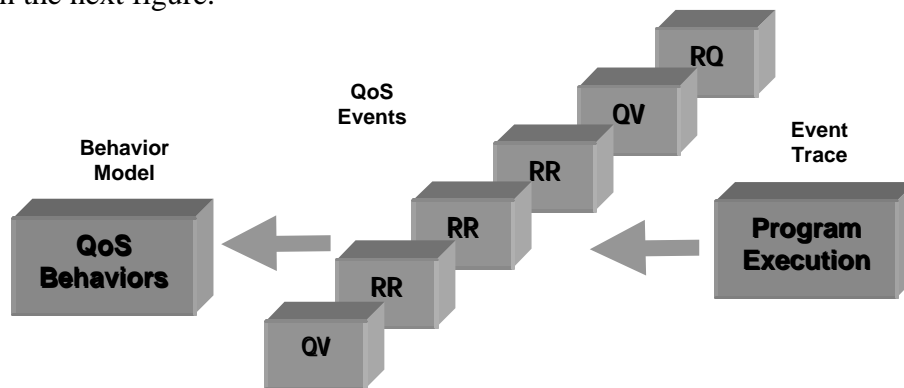 n the next figure.
RQ
QoS
Events
QV
Behavior
Model
RR
Event
Trace
QoS
Behaviors
RR
Program
Execution
RR
QV